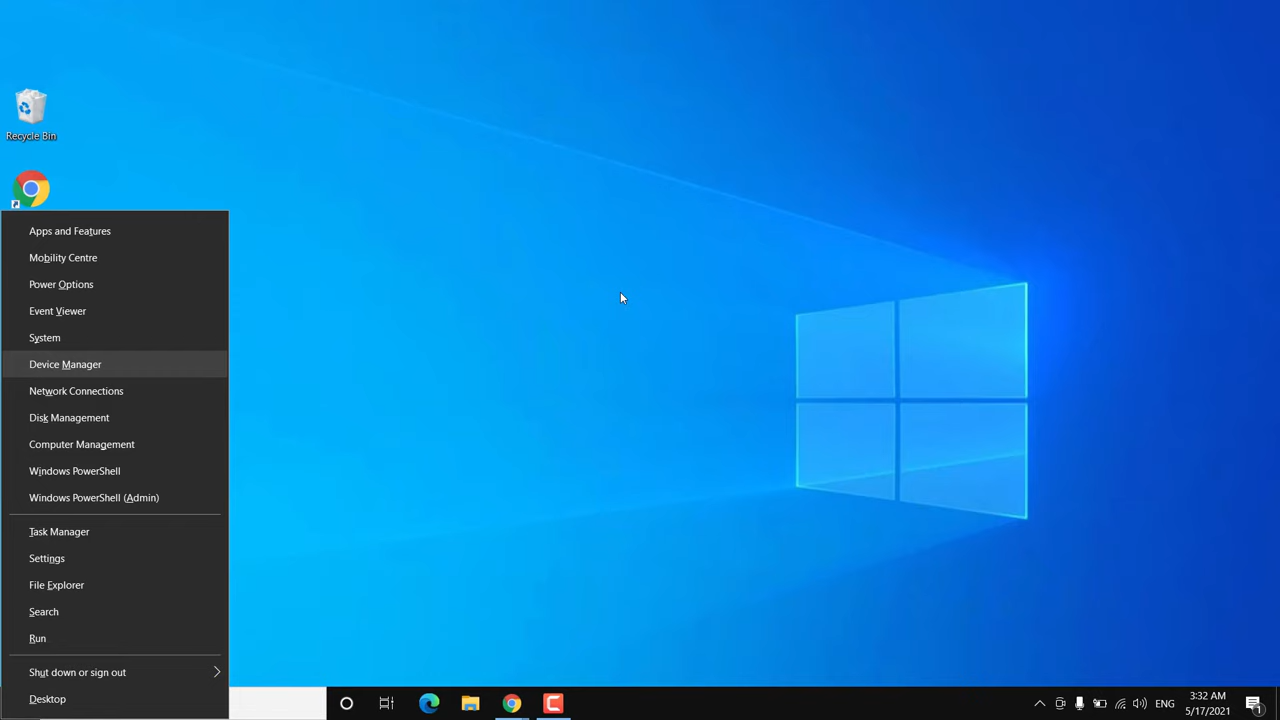 Recycle Bin
Apps and Features
Mobility Centre
Power Options
Event Viewer
System
Device Manager
Network Connections
Disk Management
Computer Management
Windows PowerShell
Windows PowerShell (Admin)
Task Manager
Settings
File Explorer
Search
Run
Shut down or sign out
Desktop
ENG
3:32 AM
5/17/2021
1